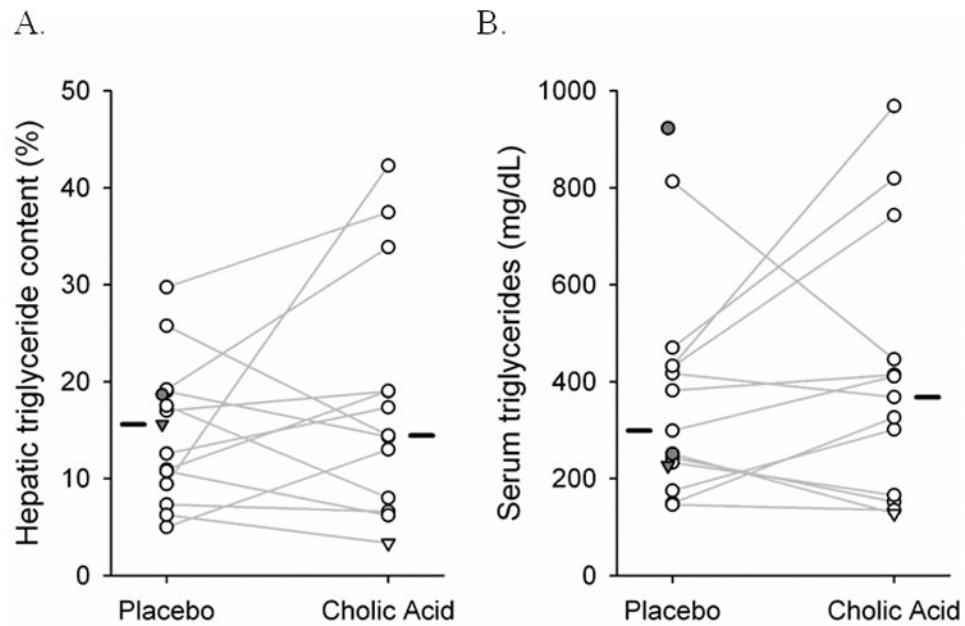 A.
Hepatic triglyceride content (%)
50
40
30
20
10
0
Placebo
Cholic Acid
B.
Serum triglycerides (mg/dL)
1000
800
600
400
200
0
Placebo
Cholic Acid